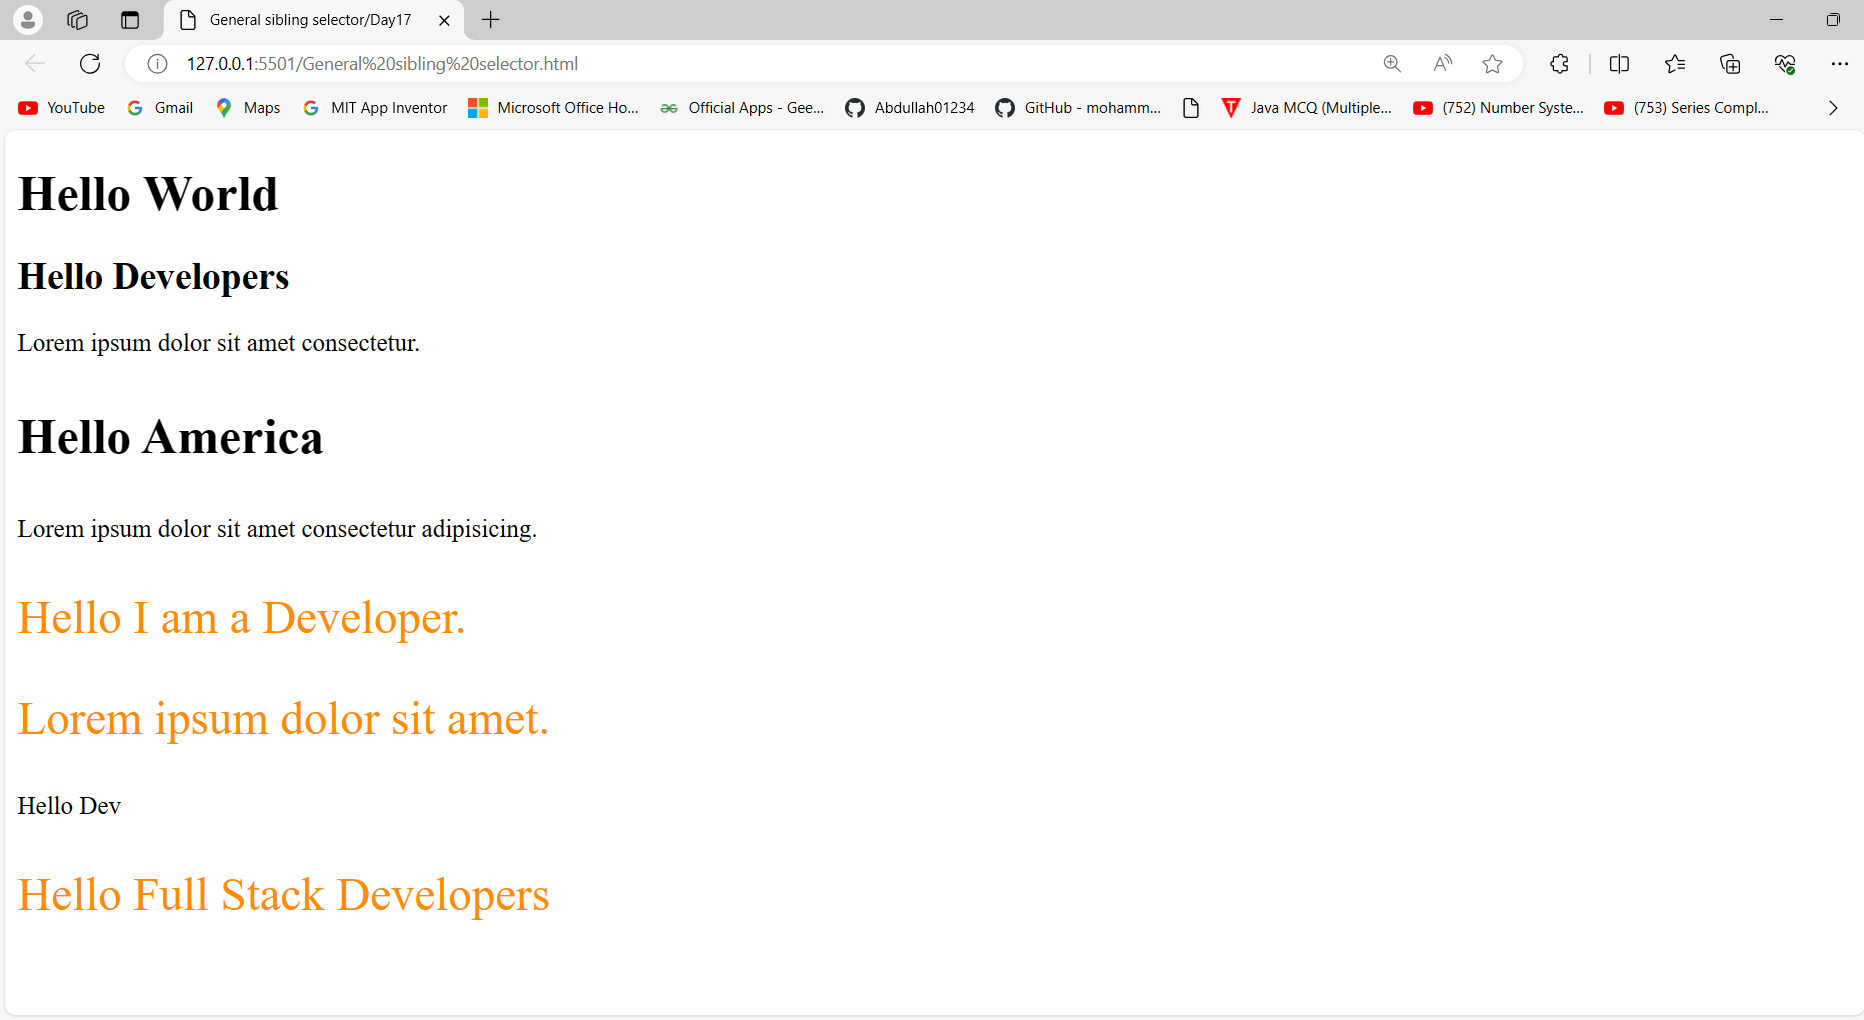 General sibling selector/Day17
127.0.0.1:5501/General%20sibling%20selector.html
YouTube Gmail Maps MIT App Inventor Microsoft Office Ho... Official Apps - Gee... Abdullah01234 GitHub - mohamm... Java MCQ (Multiple... (752) Number Syste... (753) Series Compl...
Hello World
Hello Developers
Lorem ipsum dolor sit amet consectetur.
Hello America
Lorem ipsum dolor sit amet consectetur adipisicing.
Hello I am a Developer.
Lorem ipsum dolor sit amet.
Hello Dev
Hello Full Stack Developers